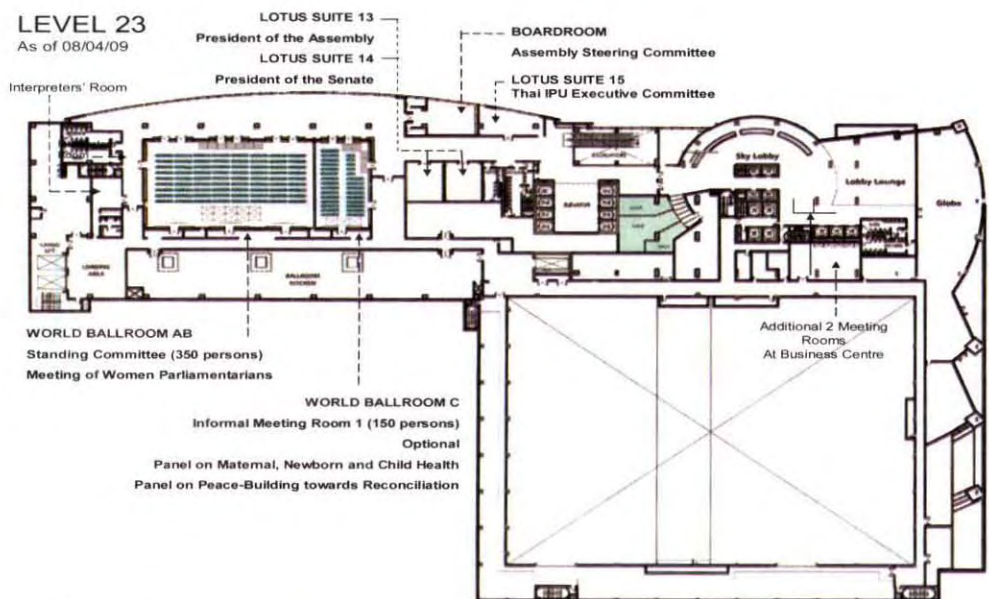 LEVEL 23
As of 08/04/09
LOTUS SUITE 13
President of the Assembly
LOTUS SUITE 14
President of the Senate
BOARDROOM
Assembly Steering Committee
LOTUS SUITE 15
Thai IPU Executive Committee
Interpreters' Room
Sky Lobby
Lobby Lounge
Globe
LOADING
AREA
BALLROOM
KITCHEN
WORLD BALLROOM AB
Standing Committee (350 persons)
Meeting of Women Parliamentarians
Additional 2 Meeting
Rooms
At Business Centre
WORLD BALLROOM C
Informal Meeting Room 1 (150 persons)
Optional
Panel on Maternal, Newborn and Child Health
Panel on Peace-Building towards Reconciliation